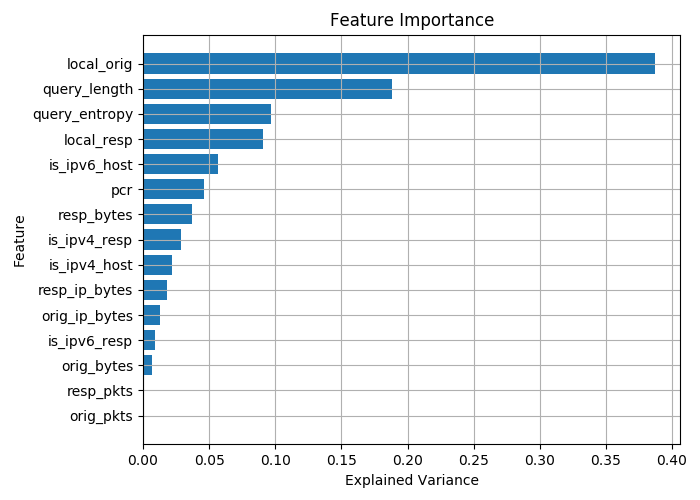 Feature Importance
local_orig
query_length
query_entropy
local_resp
is_ipv6_host
pcr
resp_bytes
is_ipv4_resp
is_ipv4_host
resp_ip_bytes
orig_ip_bytes
is_ipv6_resp
orig_bytes
resp_pkts
orig_pkts
Feature
0.00 0.05 0.10 0.15 0.20 0.25 0.30 0.35 0.40
Explained Variance